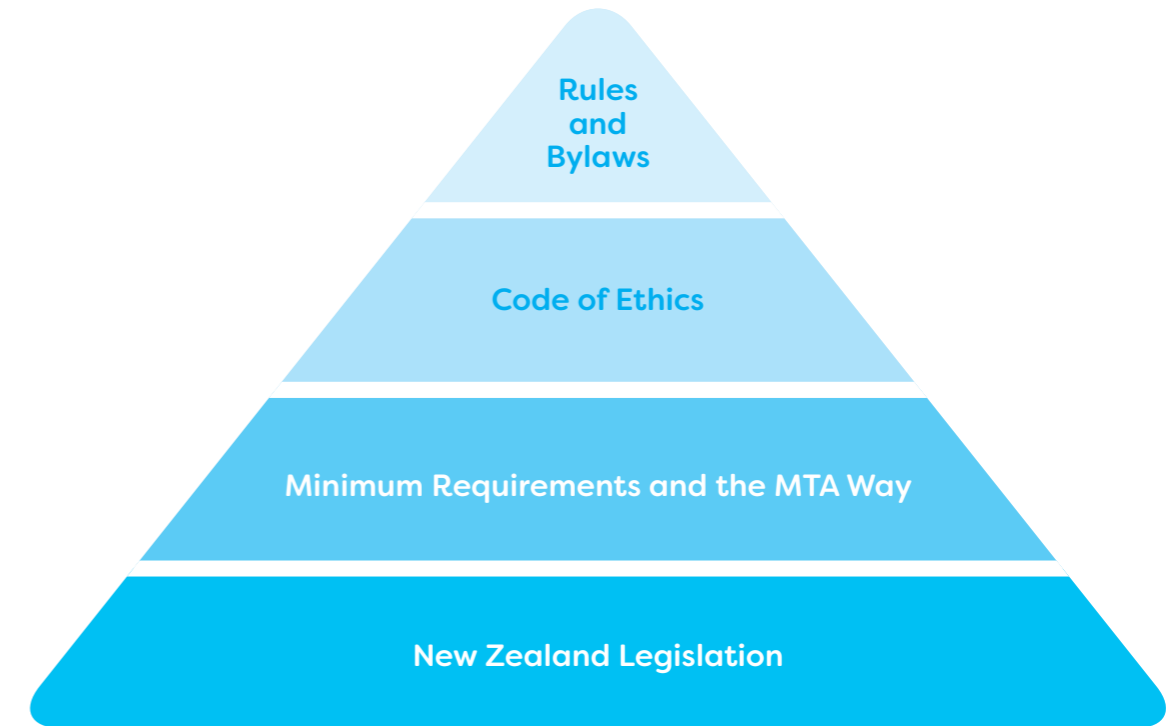 Rules
and
Bylaws
Code of Ethics
Minimum Requirements and the MTA Way
New Zealand Legislation